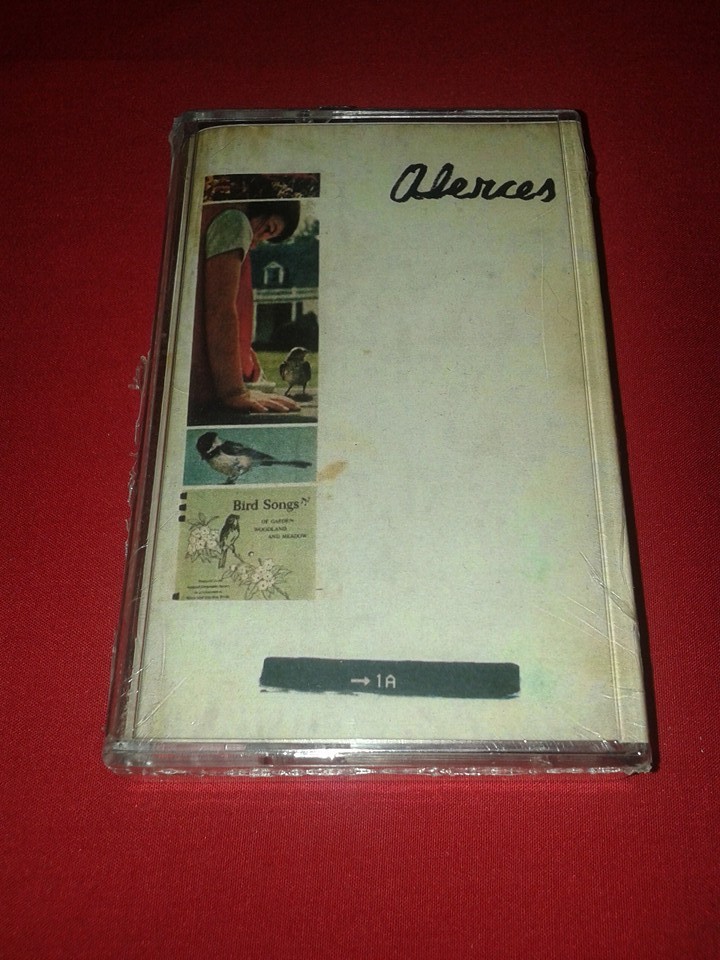 Alerces
Bird Songs
OF GARDEN
WOODLAND
AND MEADOW
→1A